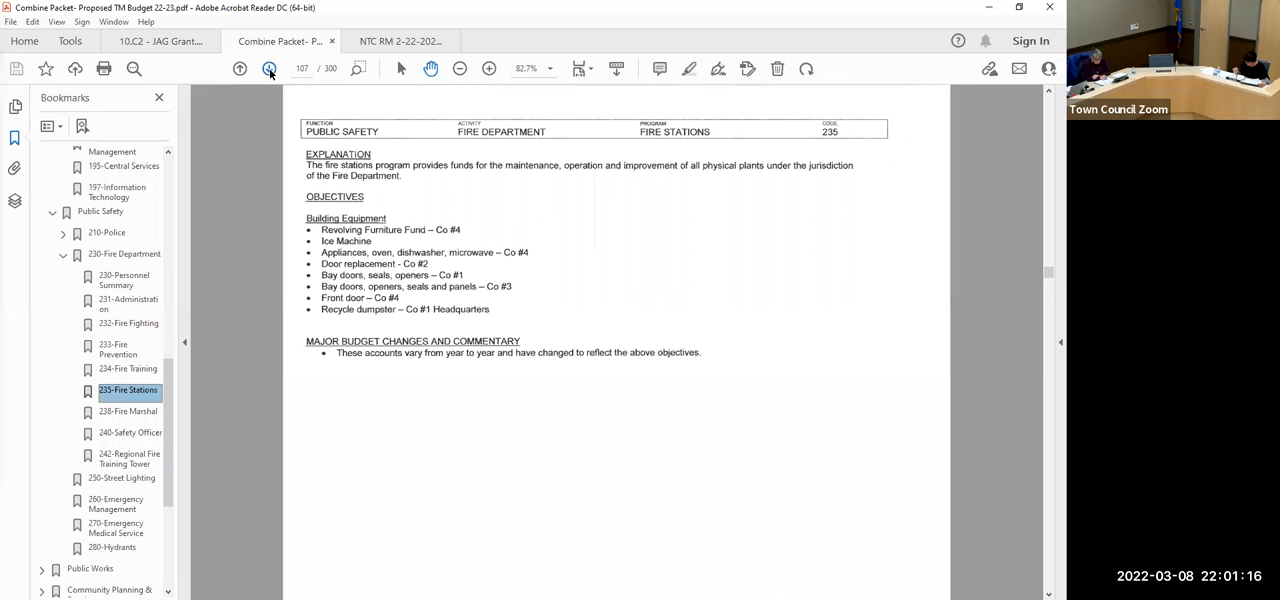 Combine Packet- Proposed TM Budget 22-23.pdf - Adobe Acrobat Reader DC (64-bit)
File Edit View Sign Window Help
Home Tools 10.C2 - JAG Grant.... Combine Packet- P... × NTC RM 2-22-202... Sign In
107 / 300 82.7%
Bookmarks
Management
195-Central Services
197-Information
Technology
Public Safety
210-Police
230-Fire Department
230-Personnel
Summary
231-Administrati
on
232-Fire Fighting
233-Fire
Prevention
234-Fire Training
235-Fire Stations
238-Fire Marshal
240-Safety Officer
242-Regional Fire
Training Tower
250-Street Lighting
260-Emergency
Management
270-Emergency
Medical Service
280-Hydrants
Public Works
Community Planning &
FUNCTION ACTIVITY PROGRAM CODE
PUBLIC SAFETY FIRE DEPARTMENT FIRE STATIONS 235
EXPLANATION
The fire stations program provides funds for the maintenance, operation and improvement of all physical plants under the jurisdiction
of the Fire Department.
OBJECTIVES
Building Equipment
• Revolving Furniture Fund – Co #4
• Ice Machine
• Appliances, oven, dishwasher, microwave – Co #4
• Door replacement - Co #2
• Bay doors, seals, openers – Co #1
• Bay doors, openers, seals and panels – Co #3
• Front door – Co #4
• Recycle dumpster – Co #1 Headquarters
MAJOR BUDGET CHANGES AND COMMENTARY
• These accounts vary from year to year and have changed to reflect the above objectives.
Town Council Zoom
2022-03-08 22:01:16